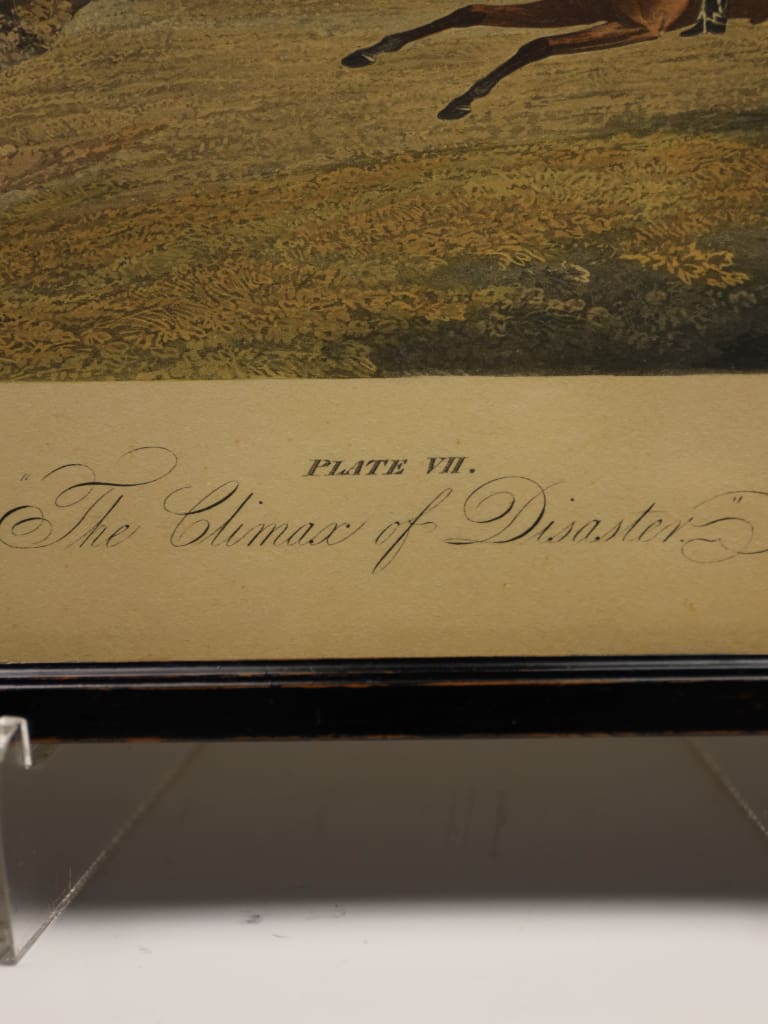 PLATE VII.
"The Climax of Disaster."